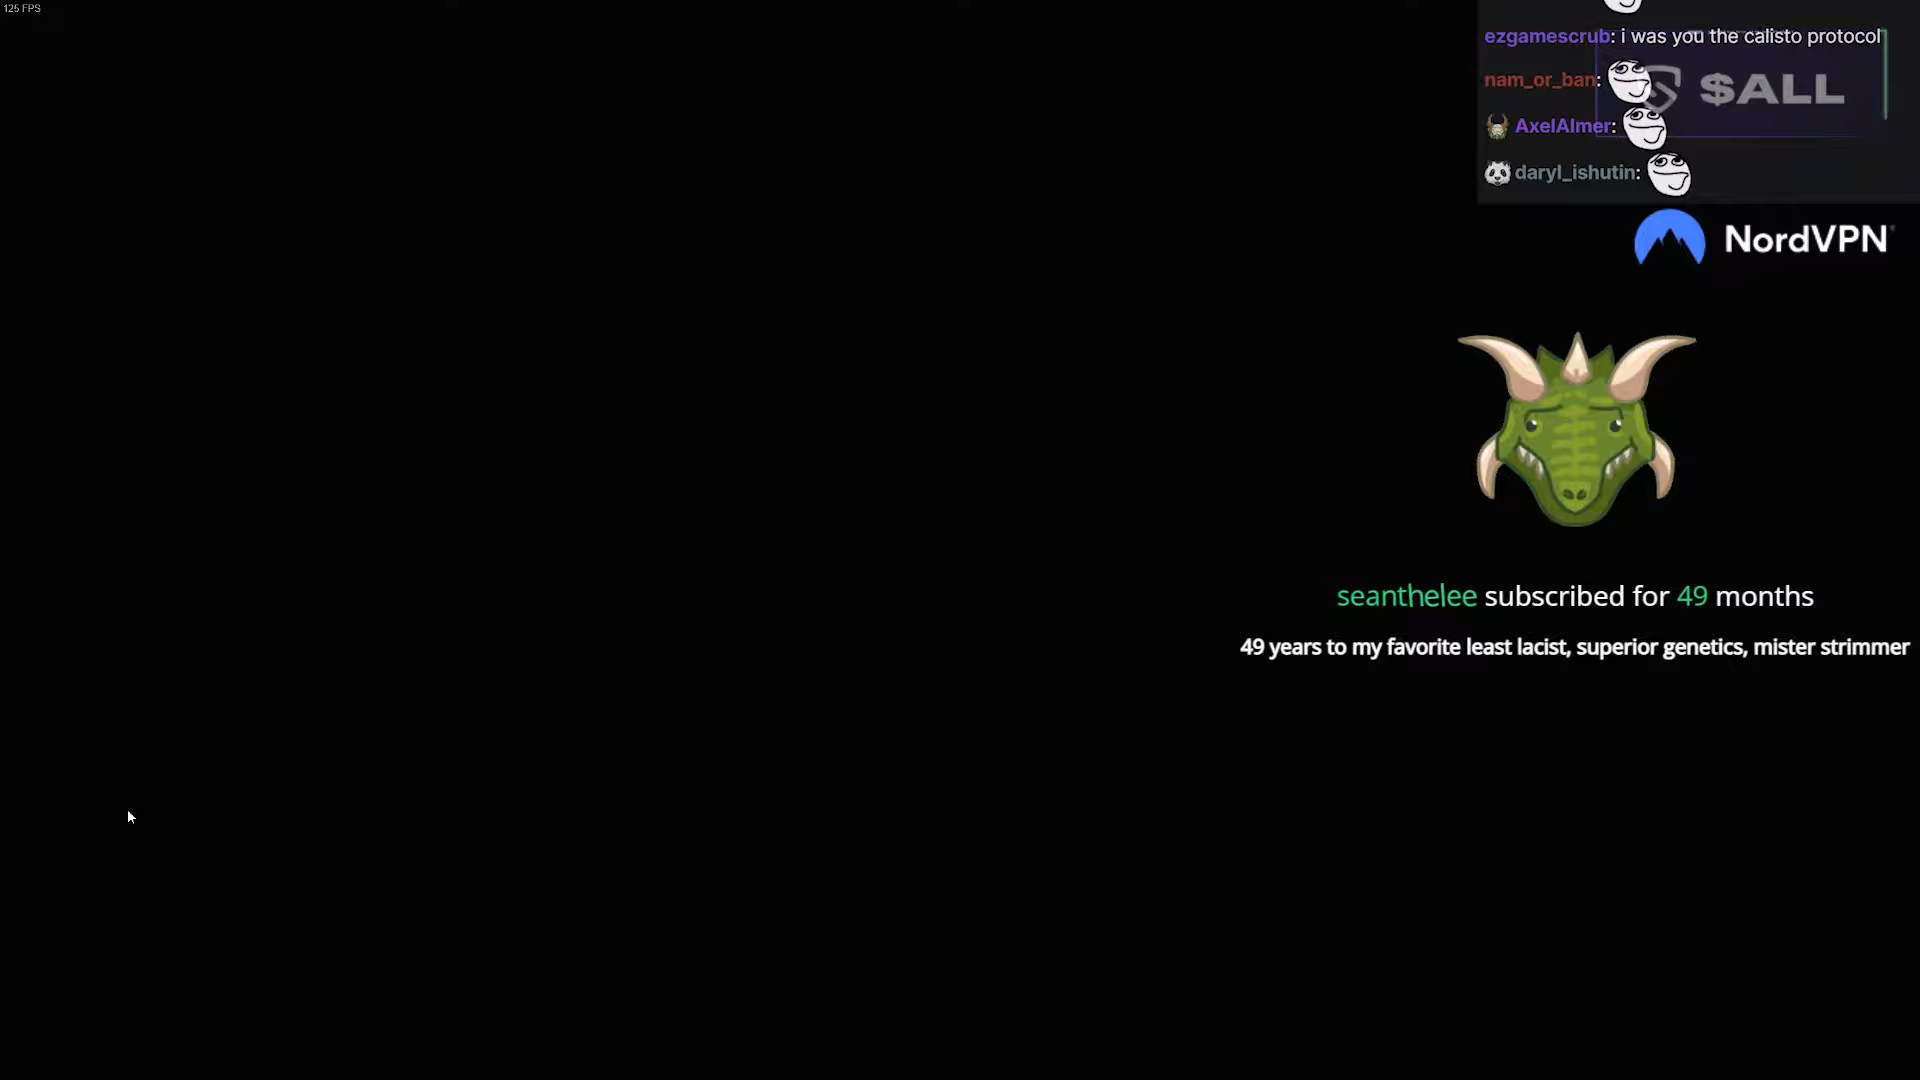 125 FPS
ezgamescrub: i was you the calisto protocol
nam_or_ban:
$ALL
AxelAlmer:
daryl_ishutin:
NordVPN
seanthelee subscribed for 49 months
49 years to my favorite least lacist, superior genetics, mister strimmer